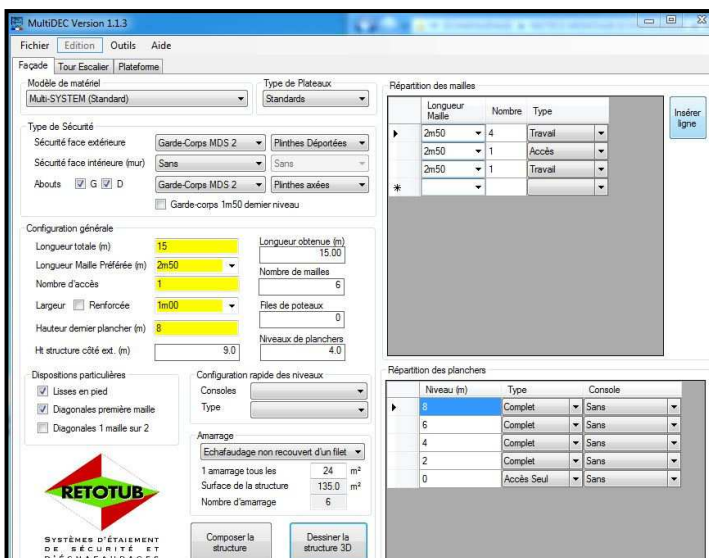 MultiDEC Version 1.1.3
Fichier Edition Outils Aide
Façade Tour Escalier Plateforme
Modèle de matériel
Multi-SYSTEM (Standard)
Type de Plateaux
Standards
Type de Sécurité
Sécurité face extérieure Garde-Corps MDS 2 Plinthes Déportées
Sécurité face intérieure (mur) Sans Sans
Abouts G D Garde-Corps MDS 2 Plinthes axées
Garde-corps 1m50 dernier niveau
Configuration générale
Longueur totale (m) 15
Longueur Maille Préférée (m) 2m50
Nombre d'accès 1
Largeur Renforcée 1m00
Hauteur dernier plancher (m) 8
Ht structure côté ext. (m) 9.0
Longueur obtenue (m)
15.00
Nombre de mailles
6
Files de poteaux
0
Niveaux de planchers
4.0
Dispositions particulières
Lisses en pied
Diagonales première maille
Diagonales 1 maille sur 2
Configuration rapide des niveaux
Consoles
Type
Amarrage
Echafaudage non recouvert d'un filet
1 amarrage tous les 24 m²
Surface de la structure 135.0 m²
Nombre d'amarrage 6
RETOTUB
SYSTÈMES D'ÉTAIEMENT
DE SÉCURITÉ ET
D'ÉCHAFAUDAGES
Composer la
structure
Dessiner la
structure 3D
Répartition des mailles
Longueur
Maille Nombre Type
2m50 4 Travail
2m50 1 Accès
2m50 1 Travail
Insérer
ligne
Répartition des planchers
Niveau (m) Type Console
8 Complet Sans
6 Complet Sans
4 Complet Sans
2 Complet Sans
0 Accès Seul Sans